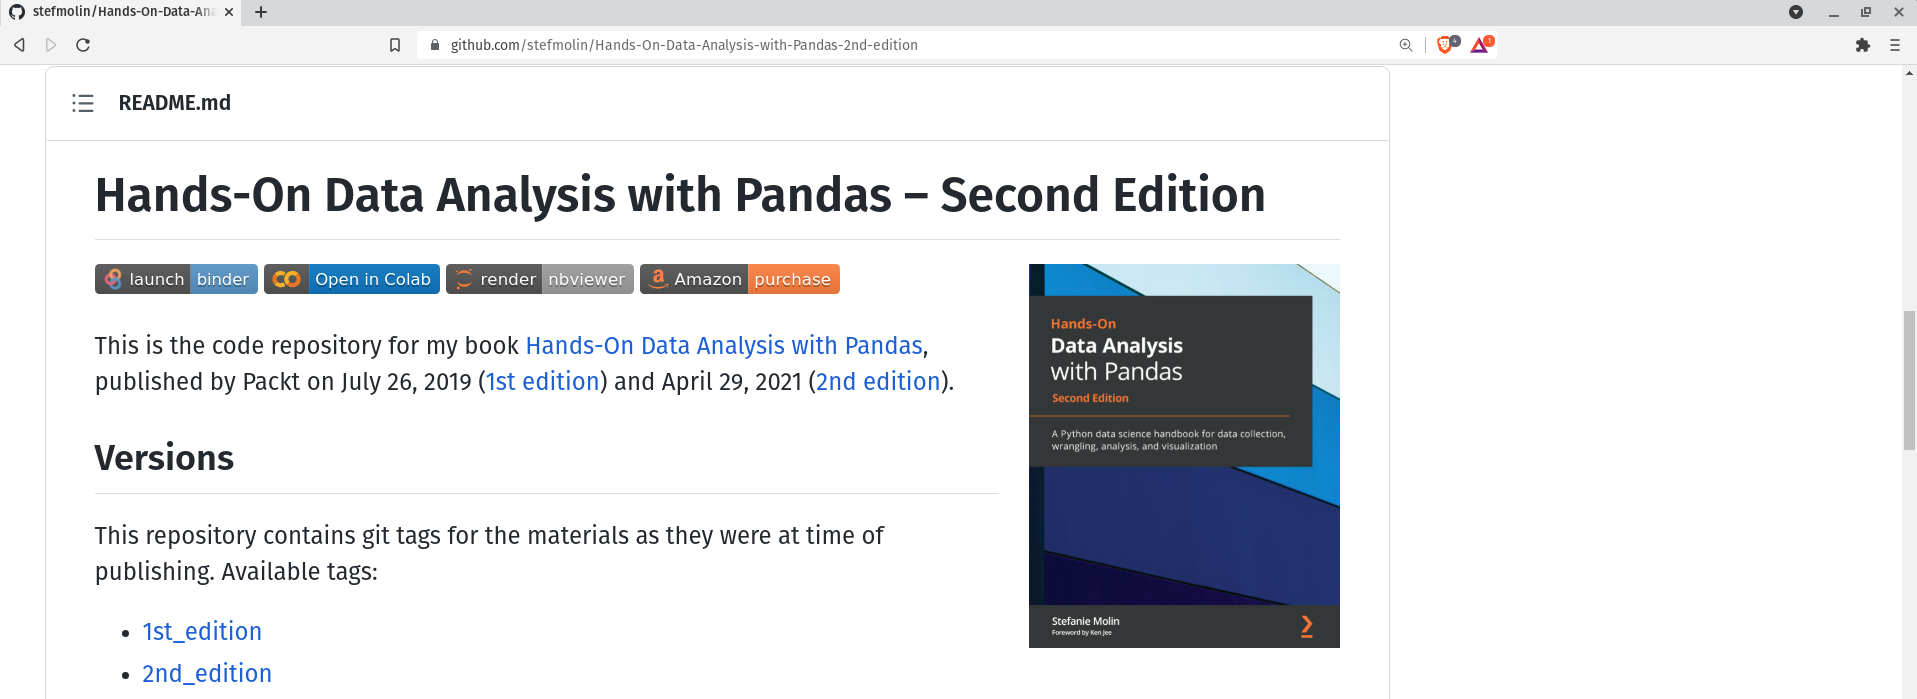 stefmolin/Hands-On-Data-Ana
github.com/stefmolin/Hands-On-Data-Analysis-with-Pandas-2nd-edition
4
1
README.md
Hands-On Data Analysis with Pandas – Second Edition
launch binder
Open in Colab
render nbviewer
Amazon purchase
This is the code repository for my book Hands-On Data Analysis with Pandas,
published by Packt on July 26, 2019 (1st edition) and April 29, 2021 (2nd edition).
Versions
This repository contains git tags for the materials as they were at time of
publishing. Available tags:
• 1st_edition
• 2nd_edition
Hands-On
Data Analysis
with Pandas
Second Edition
A Python data science handbook for data collection,
wrangling, analysis, and visualization
Stefanie Molin
Foreword by Ken Jee